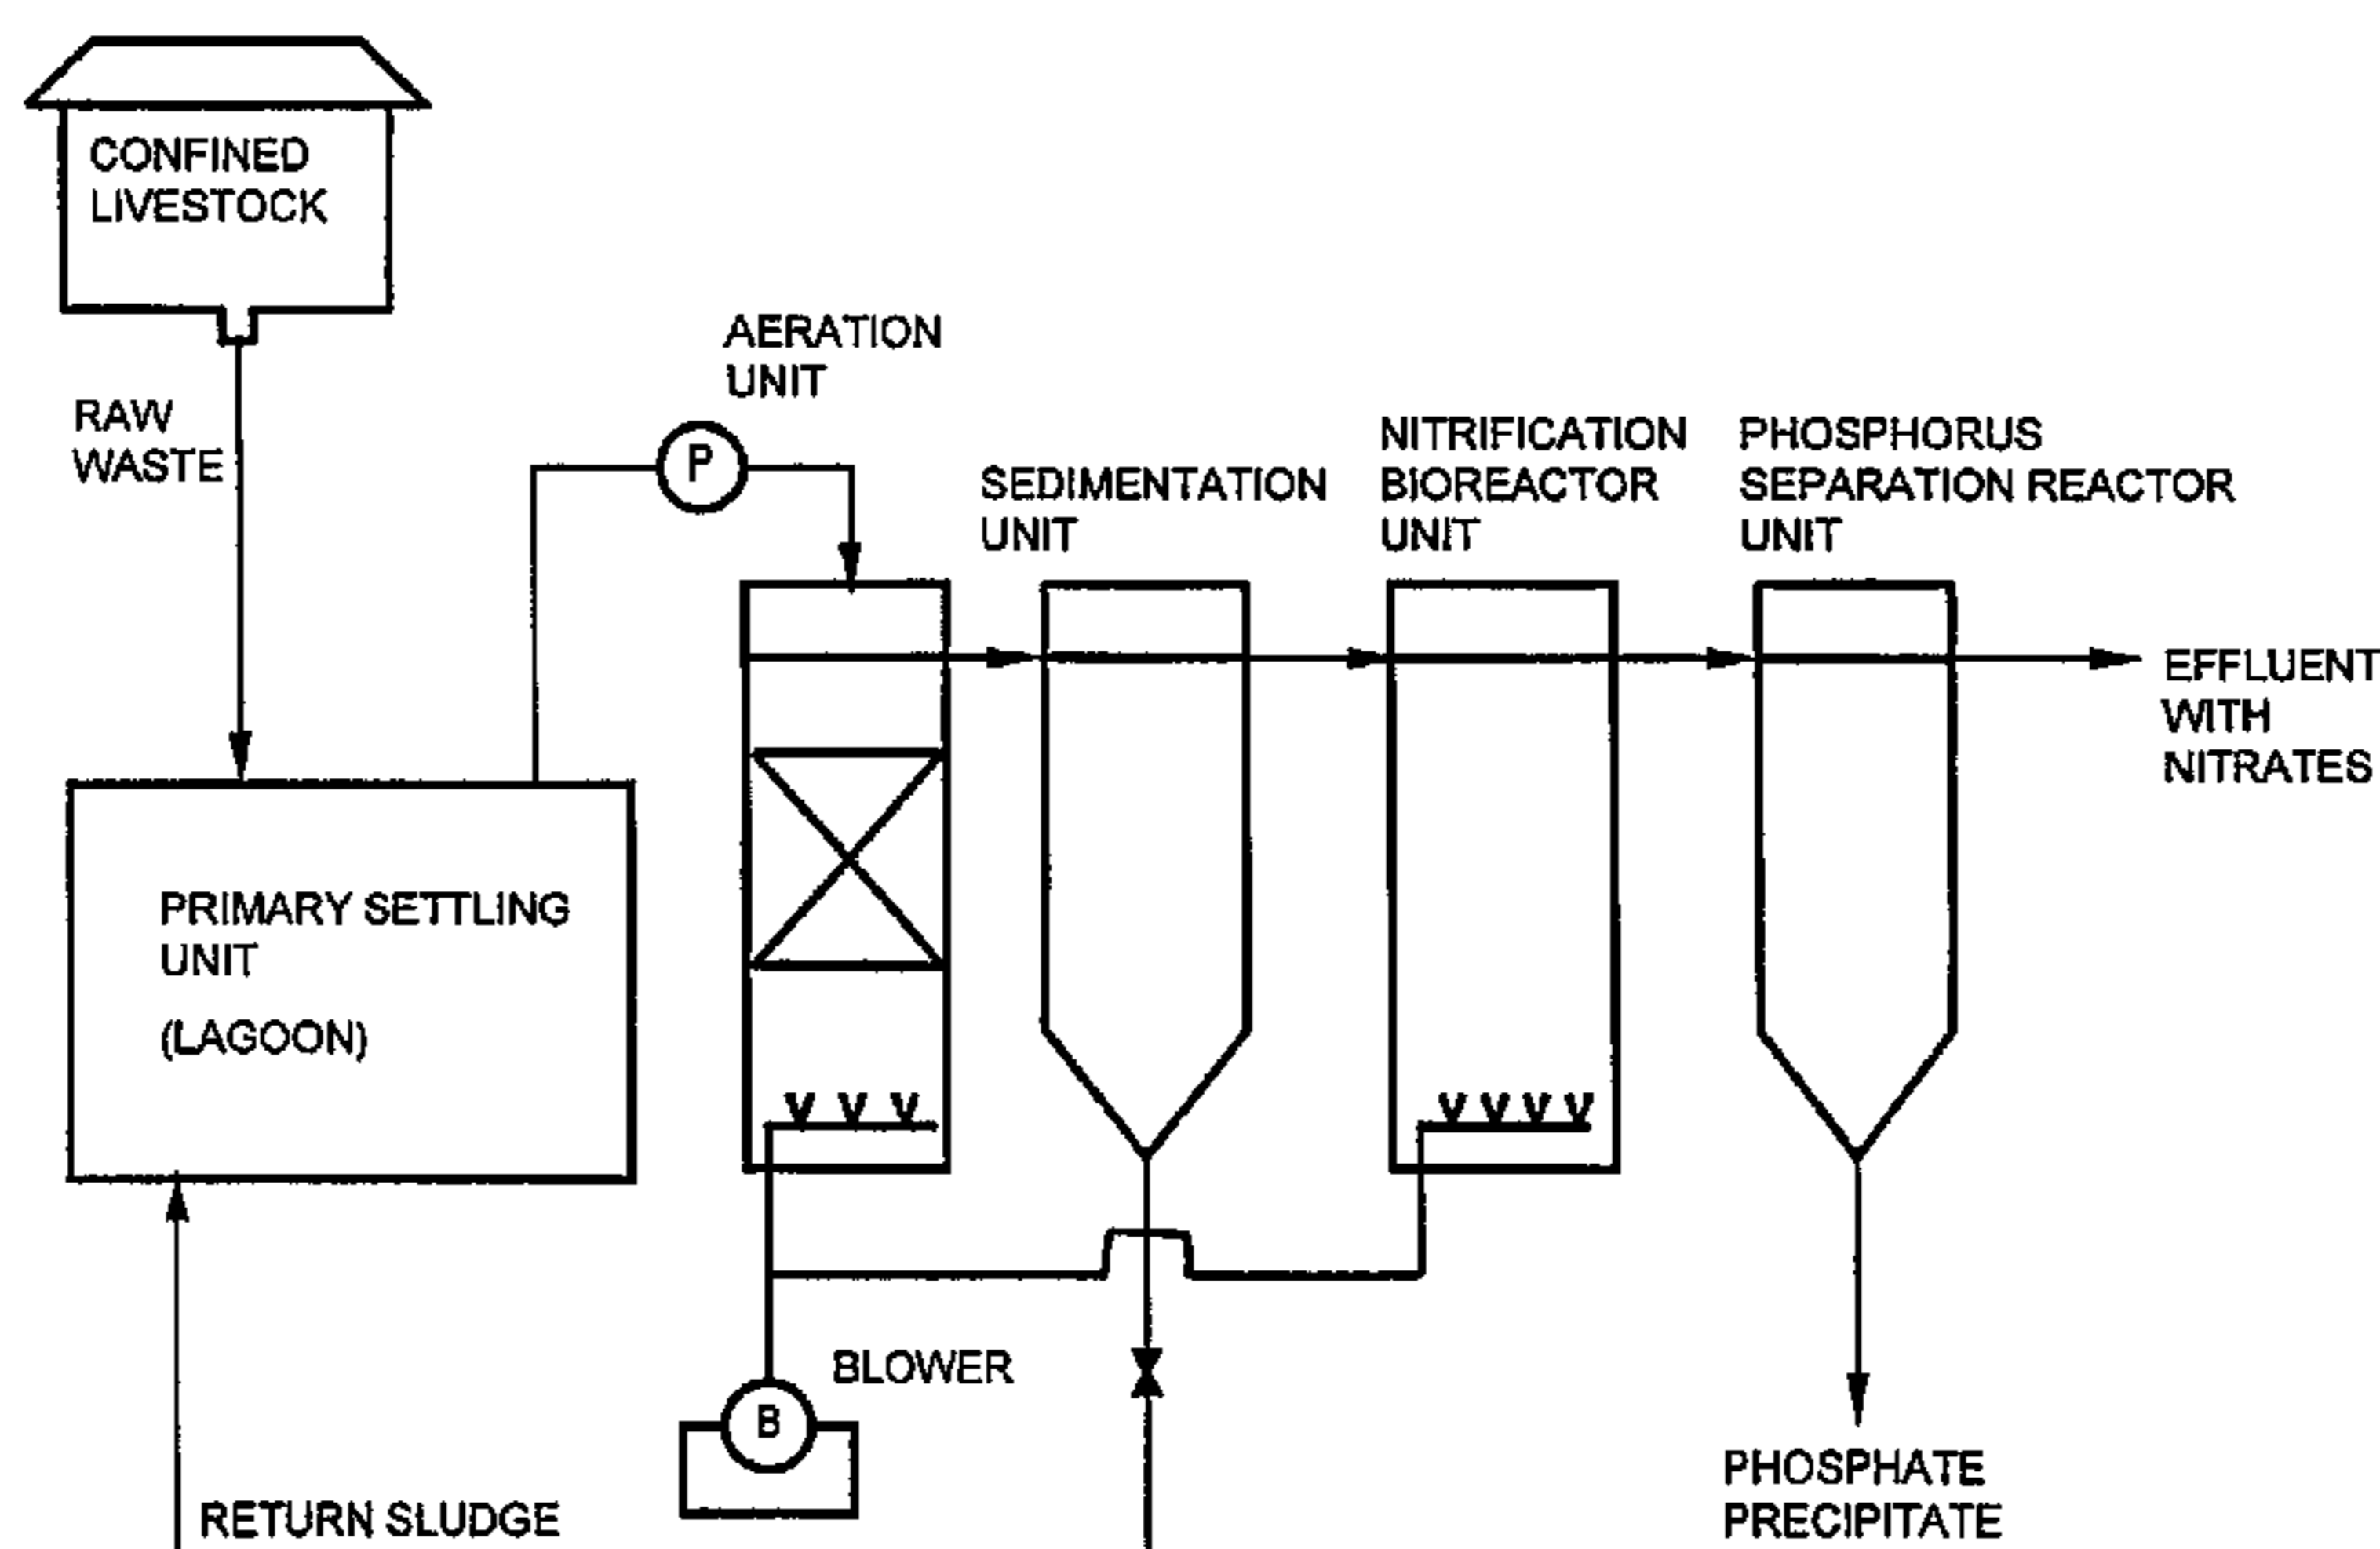 CONFINED
LIVESTOCK
RAW
WASTE
AERATION
UNIT
P
SEDIMENTATION
UNIT
NITRIFICATION
BIOREACTOR
UNIT
PHOSPHORUS
SEPARATION REACTOR
UNIT
EFFLUENT
WITH
NITRATES
PRIMARY SETTLING
UNIT
(LAGOON)
BLOWER
B
RETURN SLUDGE
PHOSPHATE
PRECIPITATE